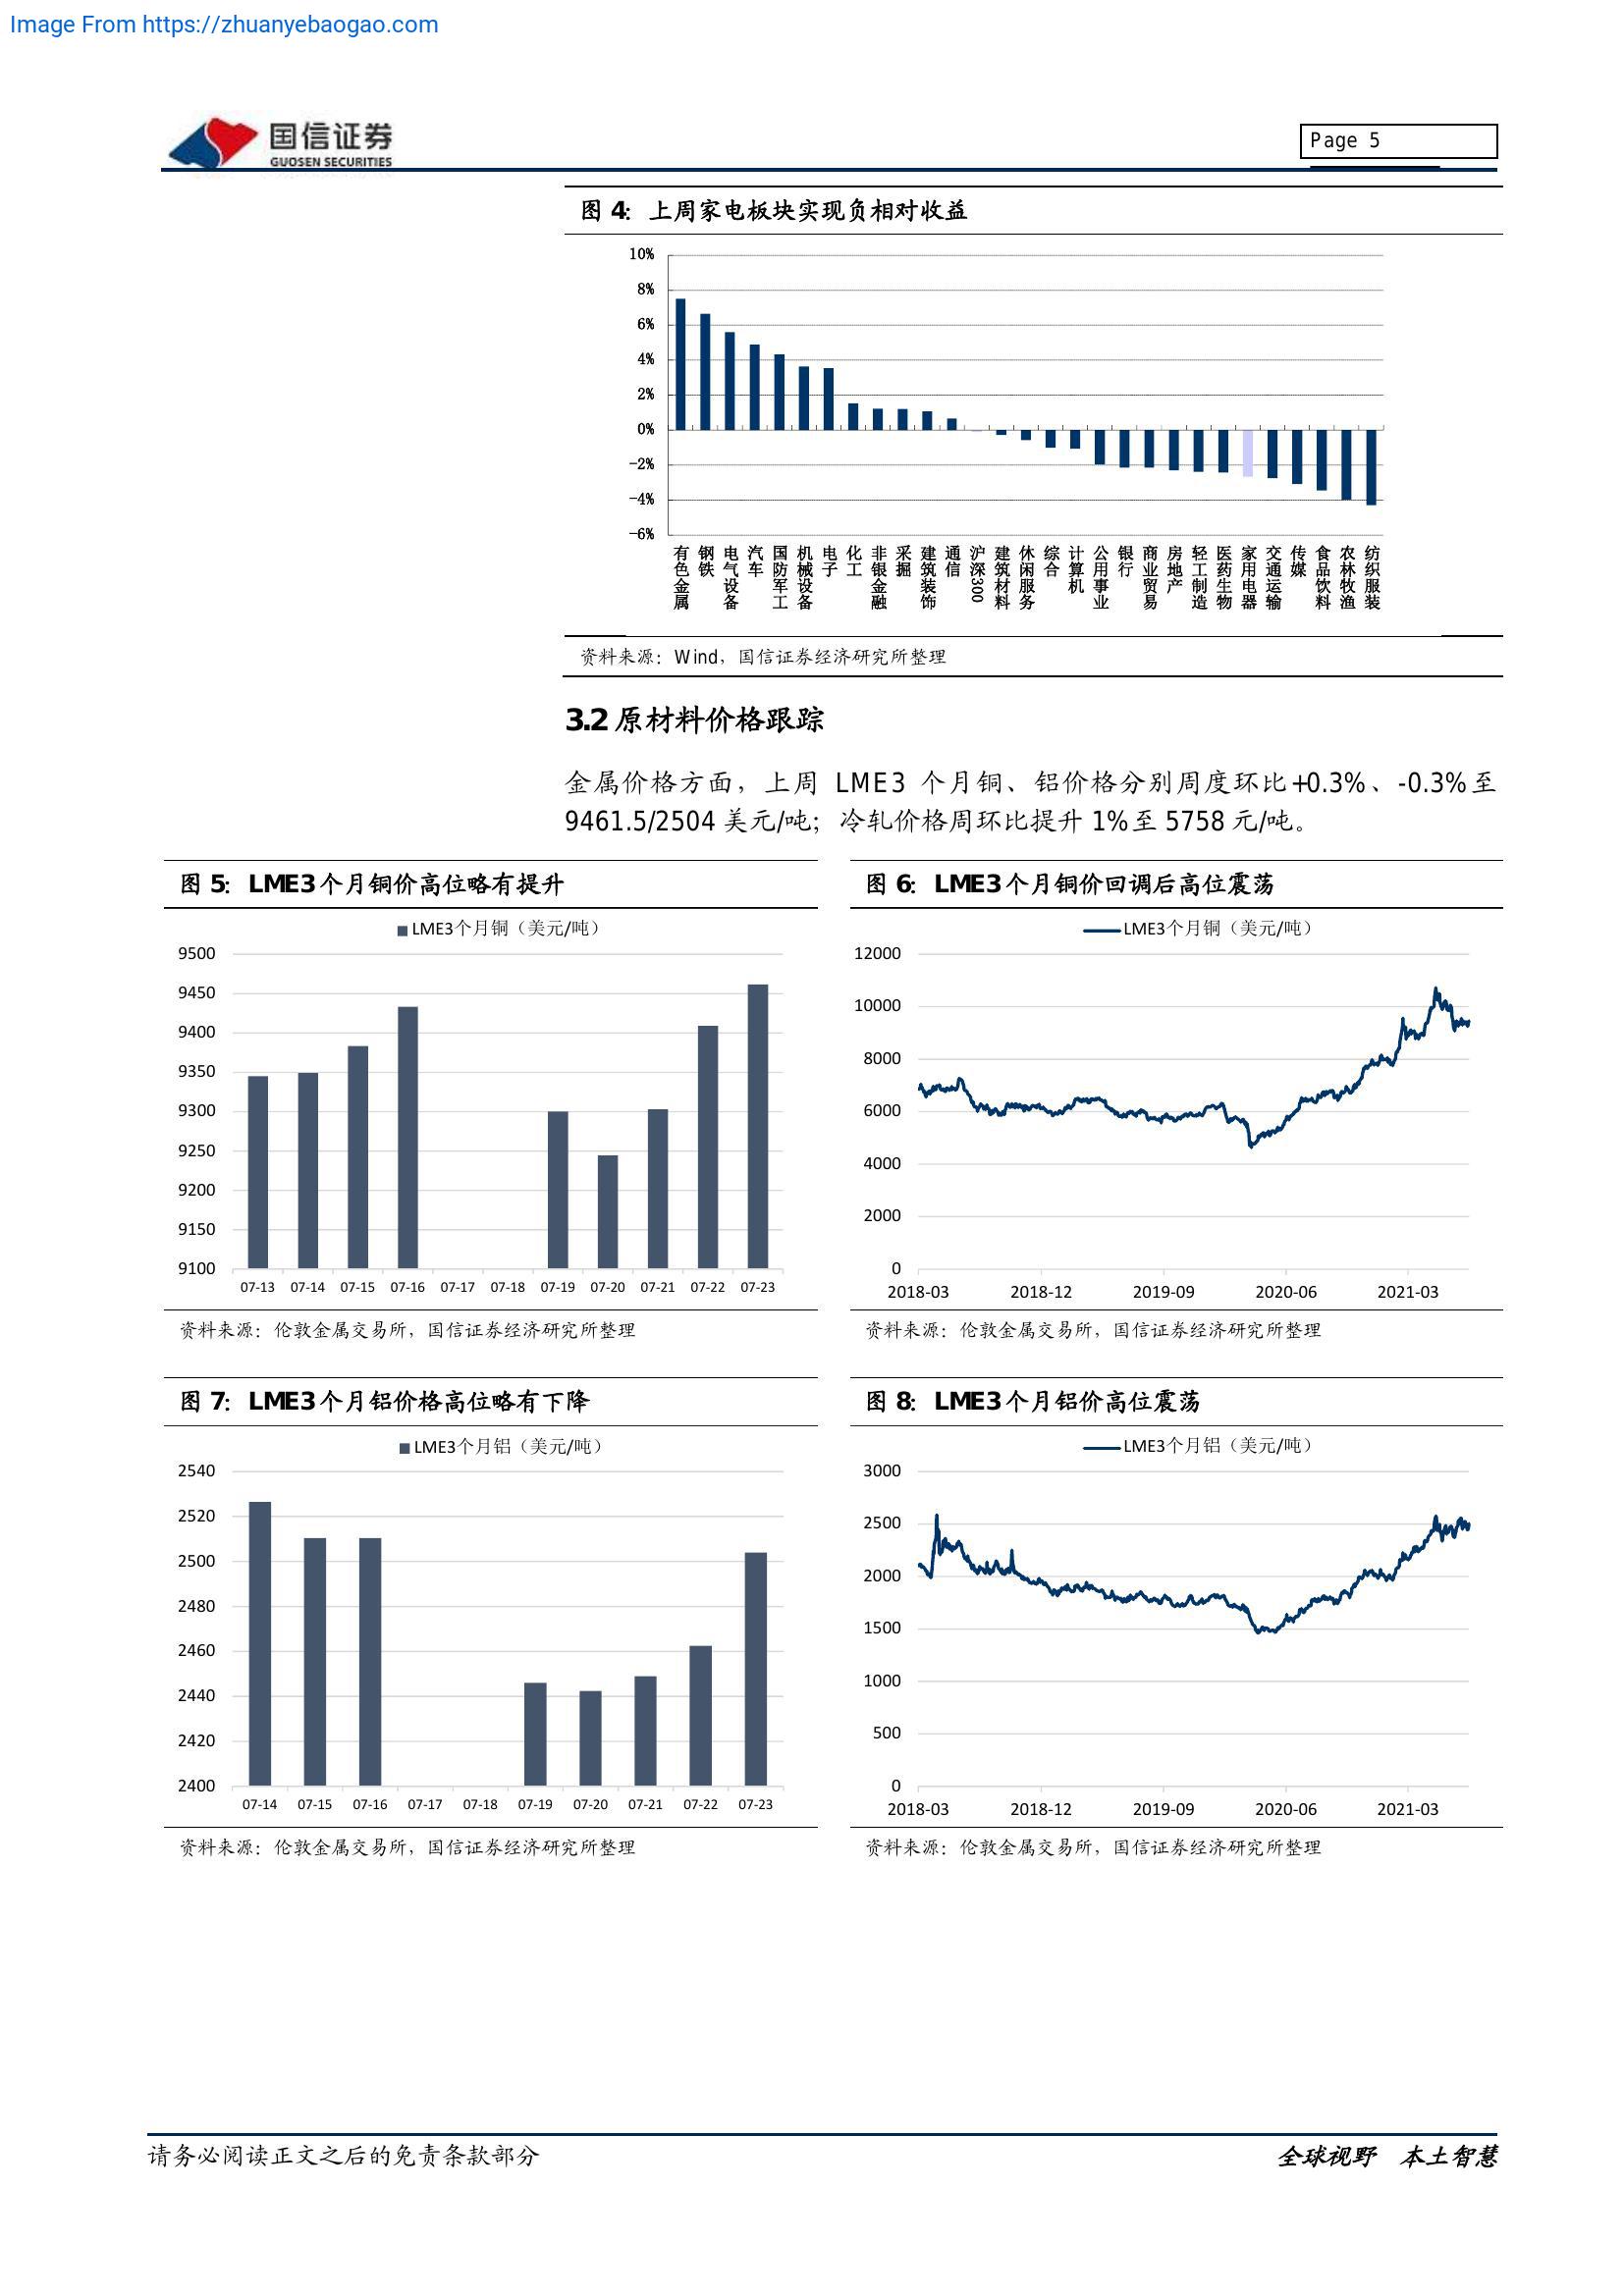 Image From https://zhuanyebaogao.com
国信证券
GUOSEN SECURITIES
Page 5
图 4: 上周家电板块实现负相对收益
10%
8%
6%
4%
2%
0%
-2%
-4%
-6%
有色金属
钢铁
电气设备
汽车
国防军工
机械设备
电子
化工
非银金融
采掘
建筑装饰
通信
沪深300
建筑材料
休闲服务
综合
计算机
公用事业
银行
商业贸易
房地产
轻工制造
医药生物
家用电器
交通运输
传媒
食品饮料
农林牧渔
纺织服装
资料来源: Wind, 国信证券经济研究所整理
3.2 原材料价格跟踪
金属价格方面，上周 LME3 个月铜、铝价格分别周度环比+0.3%、-0.3%至
9461.5/2504 美元/吨；冷轧价格周环比提升 1%至 5758 元/吨。
图 5: LME3 个月铜价高位略有提升
LME3个月铜（美元/吨）
9500
9450
9400
9350
9300
9250
9200
9150
9100
07-13 07-14 07-15 07-16 07-17 07-18 07-19 07-20 07-21 07-22 07-23
资料来源: 伦敦金属交易所, 国信证券经济研究所整理
图 6: LME3 个月铜价回调后高位震荡
LME3个月铜（美元/吨）
12000
10000
8000
6000
4000
2000
0
2018-03 2018-12 2019-09 2020-06 2021-03
资料来源: 伦敦金属交易所, 国信证券经济研究所整理
图 7: LME3 个月铝价格高位略有下降
LME3个月铝（美元/吨）
2540
2520
2500
2480
2460
2440
2420
2400
07-14 07-15 07-16 07-17 07-18 07-19 07-20 07-21 07-22 07-23
资料来源: 伦敦金属交易所, 国信证券经济研究所整理
图 8: LME3 个月铝价高位震荡
LME3个月铝（美元/吨）
3000
2500
2000
1500
1000
500
0
2018-03 2018-12 2019-09 2020-06 2021-03
资料来源: 伦敦金属交易所, 国信证券经济研究所整理
请务必阅读正文之后的免责条款部分
全球视野 本土智慧